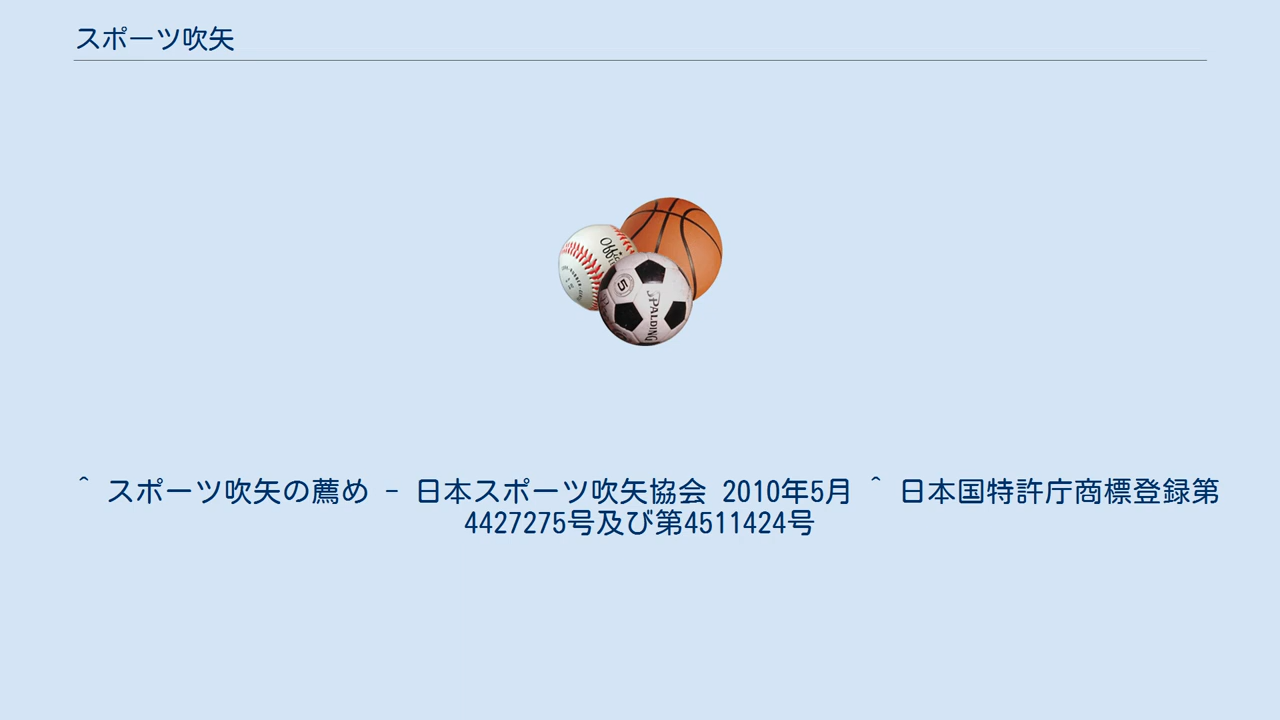 スポーツ吹矢
Offic
5
SPALDING
^ スポーツ吹矢の薦め - 日本スポーツ吹矢協会 2010年5月 ^ 日本国特許庁商標登録第
4427275号及び第4511424号